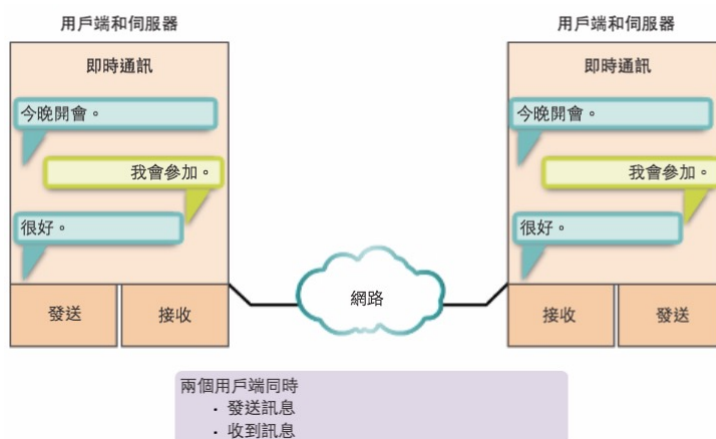 用戶端和伺服器
即時通訊
今晚開會。
我會參加。
很好。
發送
接收
網路
用戶端和伺服器
即時通訊
今晚開會。
我會參加。
很好。
接收
發送
兩個用戶端同時
• 發送訊息
• 收到訊息